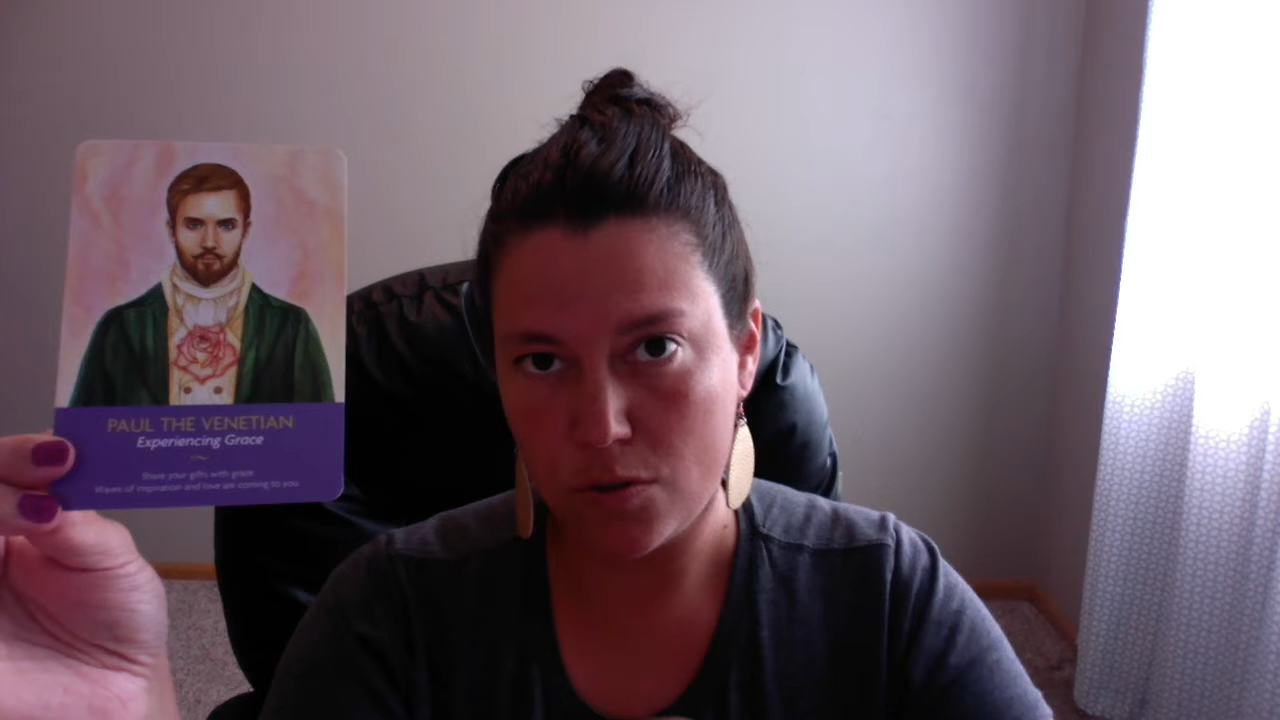 PAUL THE VENETIAN
Experiencing Grace
Share your gifts with grace.
Waves of inspiration and love are coming to you.